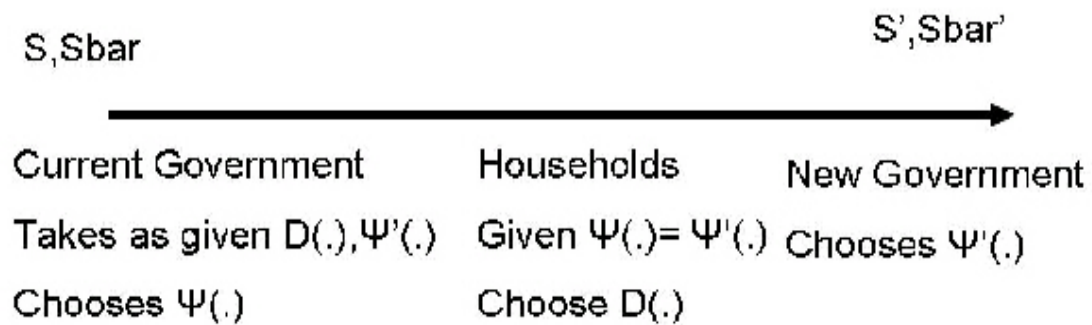 S,Sbar
S',Sbar'
Current Government
Takes as given D(.),Ψ'(.)
Chooses Ψ(.)
Households
Given Ψ(.)= Ψ'(.)
Choose D(.)
New Government
Chooses Ψ'(.)